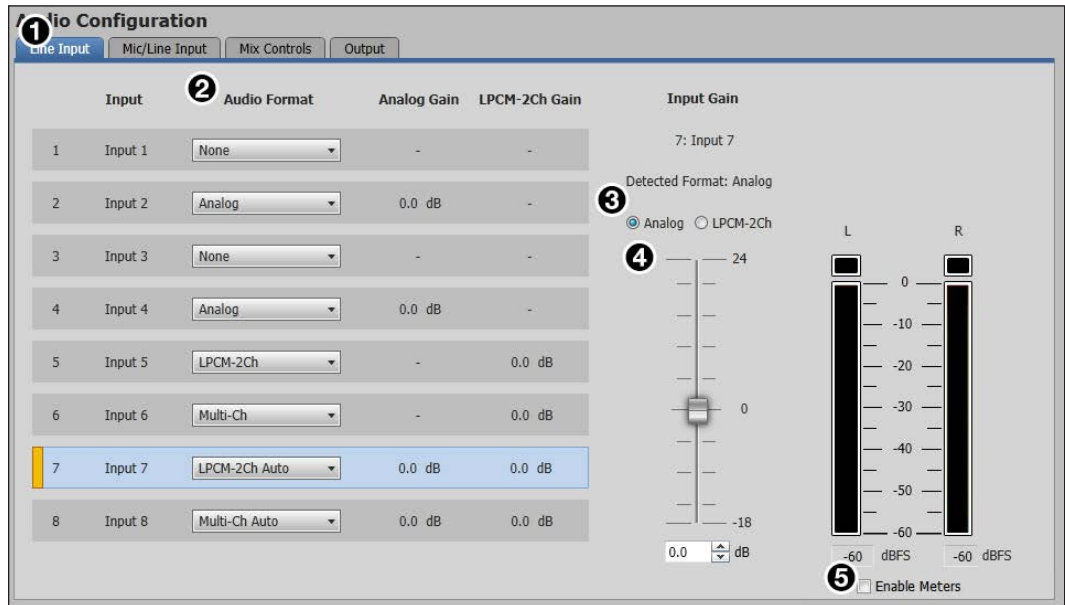 Audio Configuration
1
Line Input Mic/Line Input Mix Controls Output
Input 2 Audio Format Analog Gain LPCM-2Ch Gain Input Gain
7: Input 7
1 Input 1 None - -
Detected Format: Analog
2 Input 2 Analog 0.0 dB -
3
Analog LPCM-2Ch
L R
3 Input 3 None - -
4 24
0
4 Input 4 Analog 0.0 dB -
-10
5 Input 5 LPCM-2Ch - 0.0 dB
-20
6 Input 6 Multi-Ch - 0.0 dB
0
-30
-40
7 Input 7 LPCM-2Ch Auto 0.0 dB 0.0 dB
-50
8 Input 8 Multi-Ch Auto 0.0 dB 0.0 dB
-18
-60
0.0 dB
-60 dBFS -60 dBFS
5 Enable Meters